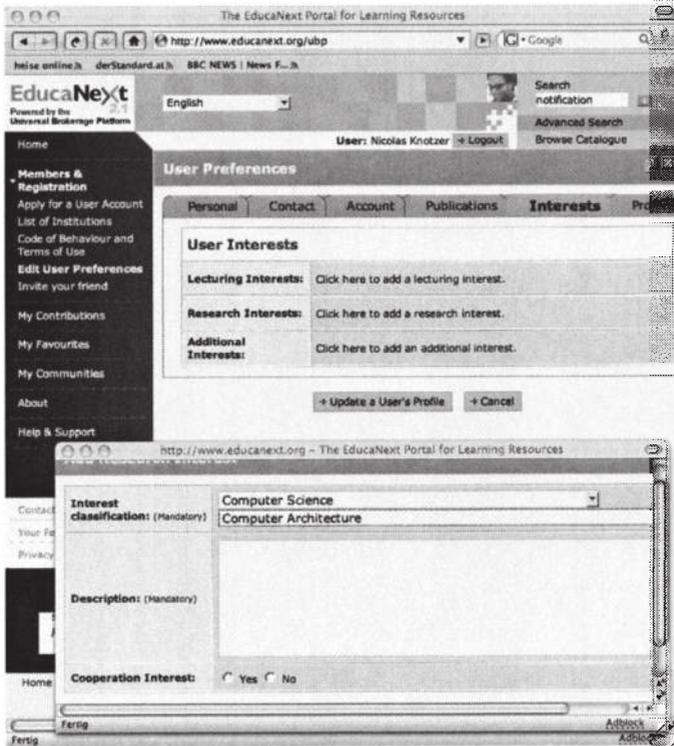 The EducaNext Portal for Learning Resources
http://www.educanext.org/ubp
Google
heise online derStandard.at BBC NEWS | News F...
EducaNext
2.1
Powered by the
Universal Brokerage Platform
English
Search
notification
Advanced Search
Browse Catalogue
User: Nicolas Knotzer
Logout
Home
Members &
Registration
Apply for a User Account
List of Institutions
Code of Behaviour and
Terms of Use
Edit User Preferences
Invite your friend
My Contributions
My Favourites
My Communities
About
Help & Support
User Preferences
Personal Contact Account Publications Interests
User Interests
Lecturing Interests: Click here to add a lecturing interest.
Research Interests: Click here to add a research interest.
Additional
Interests:
Click here to add an additional interest.
Update a User's Profile
Cancel
http://www.educanext.org – The EducaNext Portal for Learning Resources
Interest
classification: (Mandatory)
Computer Science
Computer Architecture
Description: (Mandatory)
Cooperation Interest: Yes No
Contact
Your
Privacy
Home
Fertig
Adblock
Fertig